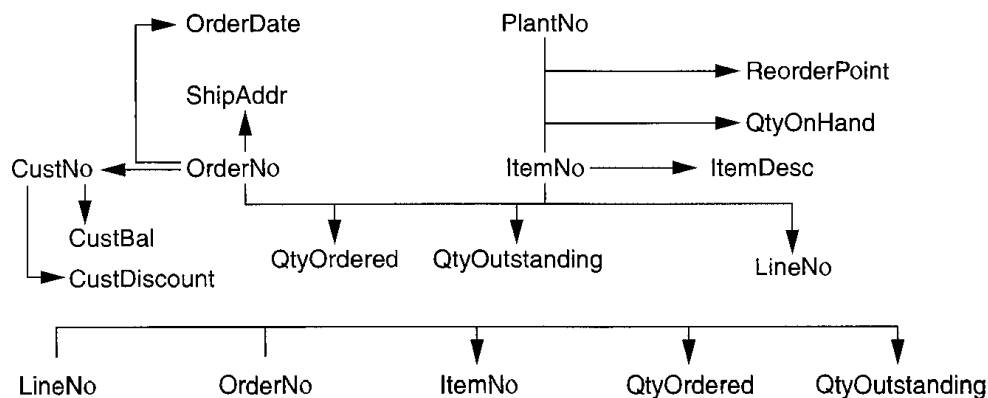 OrderDate
PlantNo
ReorderPoint
ShipAddr
QtyOnHand
CustNo
OrderNo
ItemNo
ItemDesc
CustBal
QtyOrdered
QtyOutstanding
LineNo
CustDiscount
LineNo
OrderNo
ItemNo
QtyOrdered
QtyOutstanding